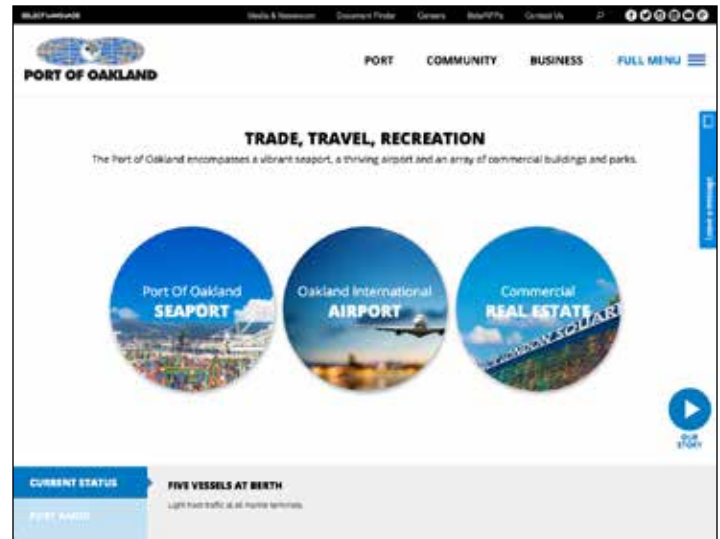 SELECT LANGUAGE
Media & Newsroom Document Finder Careers Bids/RFPs Contact Us
PORT OF OAKLAND
PORT COMMUNITY BUSINESS FULL MENU
TRADE, TRAVEL, RECREATION
The Port of Oakland encompasses a vibrant seaport, a thriving airport and an array of commercial buildings and parks.
Leave a message
Port Of Oakland
SEAPORT
Oakland International
AIRPORT
Commercial
REAL ESTATE
LONDON SQUARE
OUR
STORY
CURRENT STATUS
FIVE VESSELS AT BERTH
Light truck traffic at all marine terminals.
PORT